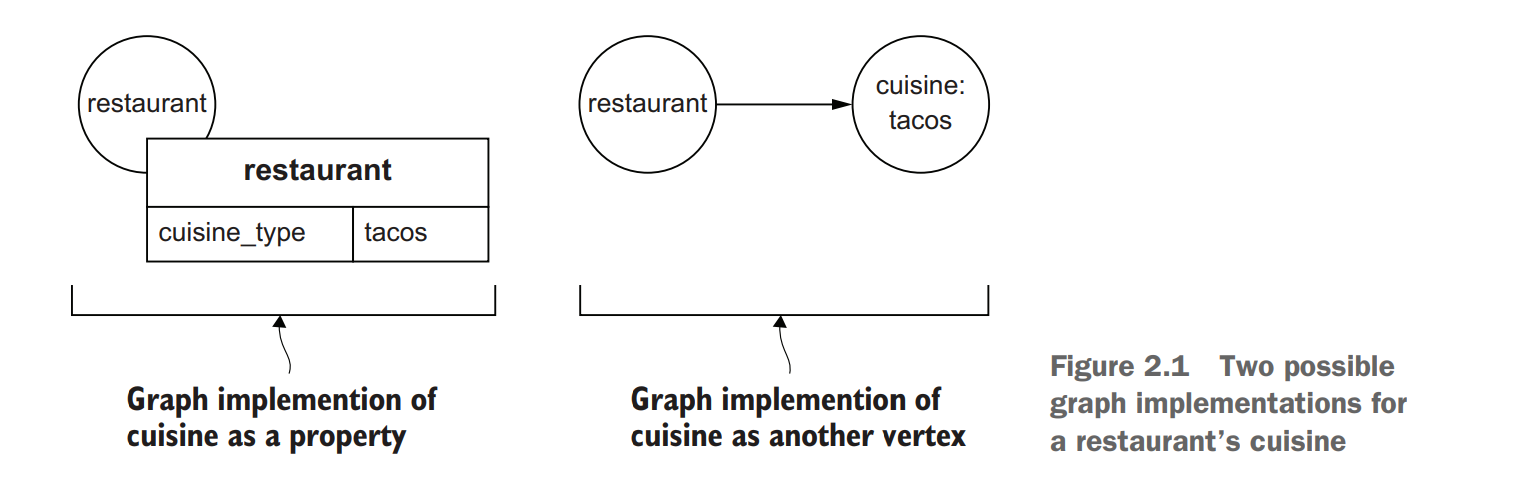 restaurant
restaurant
cuisine_type tacos
restaurant
cuisine:
tacos
Graph implemention of
cuisine as a property
Graph implemention of
cuisine as another vertex
Figure 2.1 Two possible
graph implementations for
a restaurant's cuisine